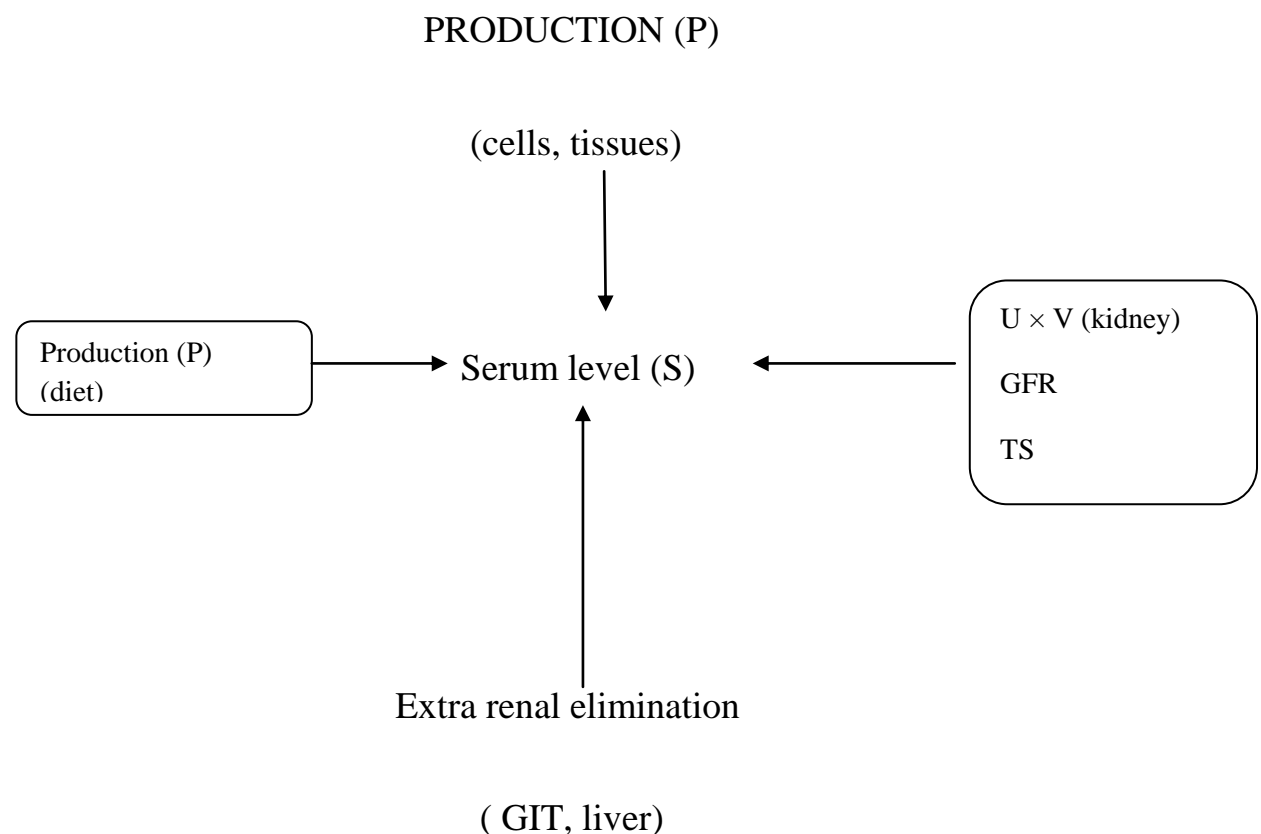 PRODUCTION (P)
(cells, tissues)
Production (P)
(diet)
Serum level (S)
U × V (kidney)
GFR
TS
Extra renal elimination
( GIT, liver)